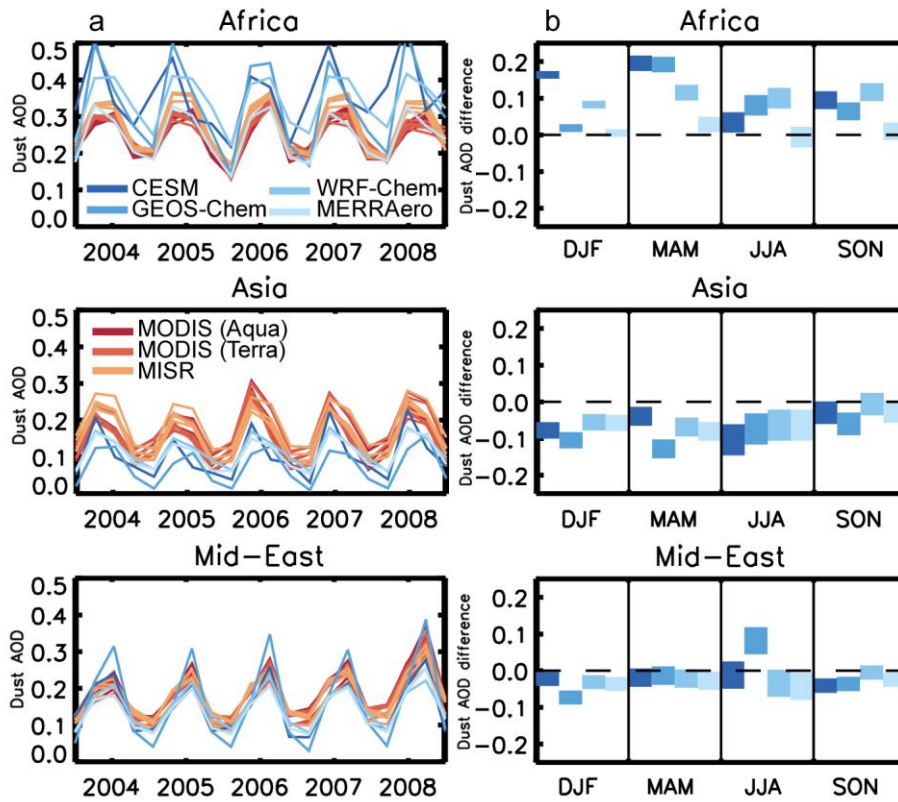 Africa
a
Dust AOD
0.5
0.4
0.3
0.2
0.1
0.0
CESM
GEOS-Chem
WRF-Chem
MERRAero
2004 2005 2006 2007 2008
Africa
b
Dust AOD difference
0.2
0.1
0.0
-0.1
-0.2
DJF MAM JJA SON
Asia
Dust AOD
0.5
0.4
0.3
0.2
0.1
0.0
MODIS (Aqua)
MODIS (Terra)
MISR
2004 2005 2006 2007 2008
Asia
Dust AOD difference
0.2
0.1
0.0
-0.1
-0.2
DJF MAM JJA SON
Mid-East
Dust AOD
0.5
0.4
0.3
0.2
0.1
0.0
2004 2005 2006 2007 2008
Mid-East
Dust AOD difference
0.2
0.1
-0.0
-0.1
-0.2
DJF MAM JJA SON